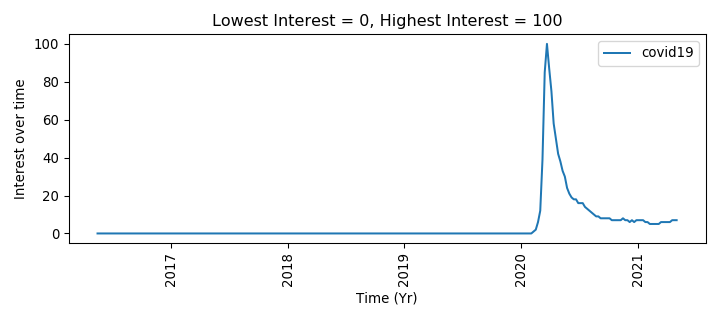 Lowest Interest = 0, Highest Interest = 100
covid19
Interest over time
100
80
60
40
20
0
2017
2018
2019
2020
2021
Time (Yr)